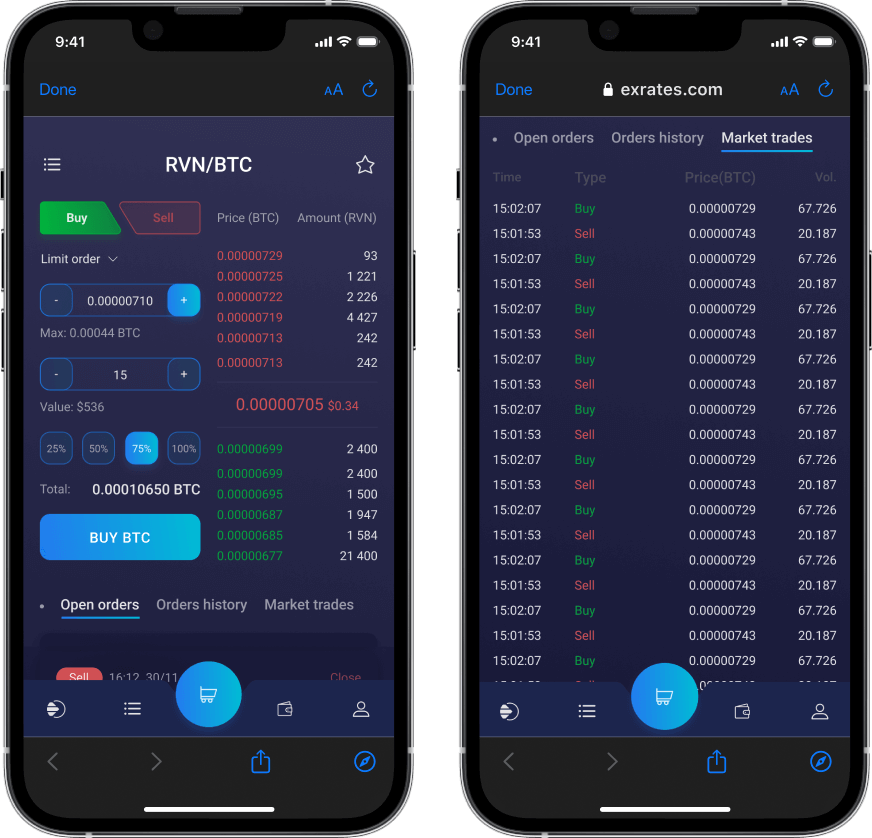 9:41
Done
AA
RVN/BTC
Buy Sell Price (BTC) Amount (RVN)
Limit order
0.00000729 93
0.00000725 1 221
- 0.00000710 +
0.00000722 2 226
0.00000719 4 427
Max: 0.00044 BTC
0.00000713 242
0.00000713 242
- 15 +
Value: $536
0.00000705 $0.34
25% 50% 75% 100%
0.00000699 2 400
0.00000699 2 400
Total: 0.00010650 BTC
0.00000695 1 500
0.00000687 1 947
BUY BTC
0.00000685 1 584
0.00000677 21 400
Open orders Orders history Market trades
Sell 16:12, 30/11 Close
9:41
Done exrates.com AA
Open orders Orders history Market trades
Time Type Price(BTC) Vol.
15:02:07 Buy 0.00000729 67.726
15:01:53 Sell 0.00000743 20.187
15:02:07 Buy 0.00000729 67.726
15:01:53 Sell 0.00000743 20.187
15:02:07 Buy 0.00000729 67.726
15:01:53 Sell 0.00000743 20.187
15:02:07 Buy 0.00000729 67.726
15:01:53 Sell 0.00000743 20.187
15:02:07 Buy 0.00000729 67.726
15:01:53 Sell 0.00000743 20.187
15:02:07 Buy 0.00000729 67.726
15:01:53 Sell 0.00000743 20.187
15:02:07 Buy 0.00000729 67.726
15:01:53 Sell 0.00000743 20.187
15:02:07 Buy 0.00000729 67.726
15:01:53 Sell 0.00000743 20.187
15:02:07 Buy 0.00000729 67.726
15:01:53 Sell 0.00000743 20.187
15:02:07 Buy 0.00000729 67.726